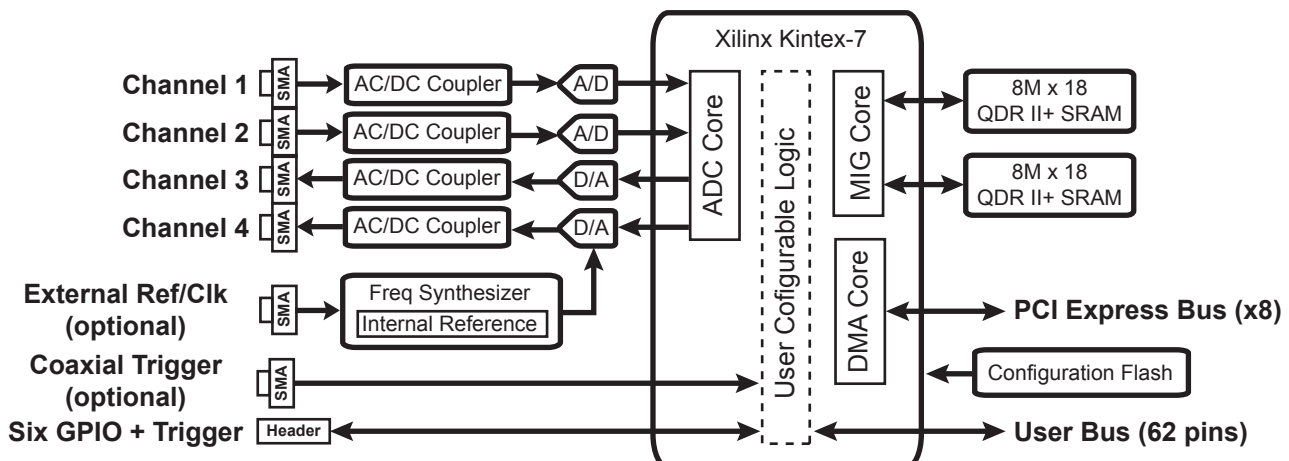 Xilinx Kintex-7
Channel 1
SMA
AC/DC Coupler
A/D
Channel 2
SMA
AC/DC Coupler
A/D
Channel 3
SMA
AC/DC Coupler
D/A
Channel 4
SMA
AC/DC Coupler
D/A
ADC Core
User Cofigurable Logic
MIG Core
8M x 18
QDR II+ SRAM
8M x 18
QDR II+ SRAM
External Ref/Clk
(optional)
SMA
Freq Synthesizer
Internal Reference
DMA Core
PCI Express Bus (x8)
Coaxial Trigger
(optional)
SMA
Configuration Flash
Six GPIO + Trigger
Header
User Bus (62 pins)